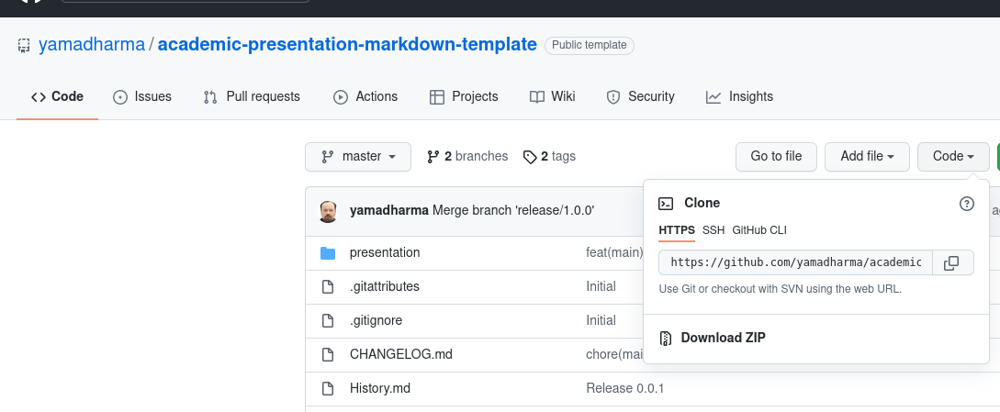 yamadharma / academic-presentation-markdown-template Public template
Code Issues Pull requests Actions Projects Wiki Security Insights
master 2 branches 2 tags Go to file Add file Code
yamadharma Merge branch 'release/1.0.0'
Clone
HTTPS SSH GitHub CLI
https://github.com/yamadharma/academic
Use Git or checkout with SVN using the web URL.
Download ZIP
presentation feat(main)
.gitattributes Initial
.gitignore Initial
CHANGELOG.md chore(mai
History.md Release 0.0.1